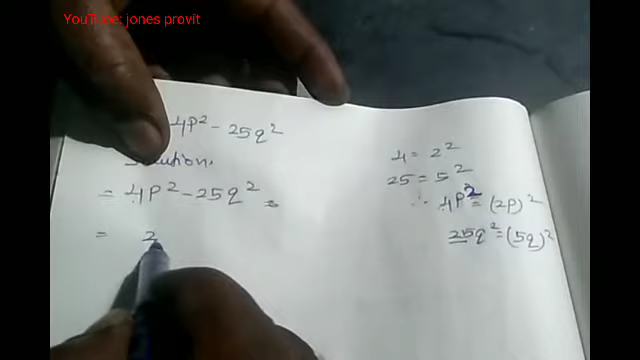 YouTube: jones provit
4P² - 25q²
Solution.
= 4P² - 25q² =
= 2
4 = 2²
25 = 5²
∴ 4P² = (2P)²
25q² = (5q)²